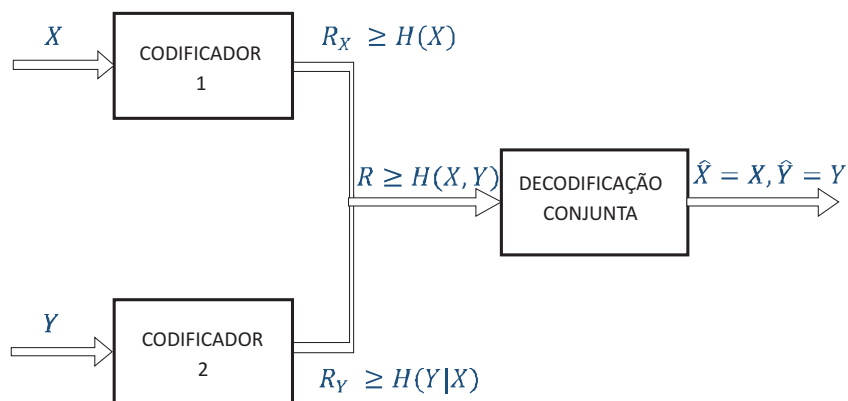 X
CODIFICADOR
1
R_X ≥ H(X)
R ≥ H(X, Y)
DECODIFICAÇÃO
CONJUNTA
X̂ = X, Ŷ = Y
Y
CODIFICADOR
2
R_Y ≥ H(Y|X)